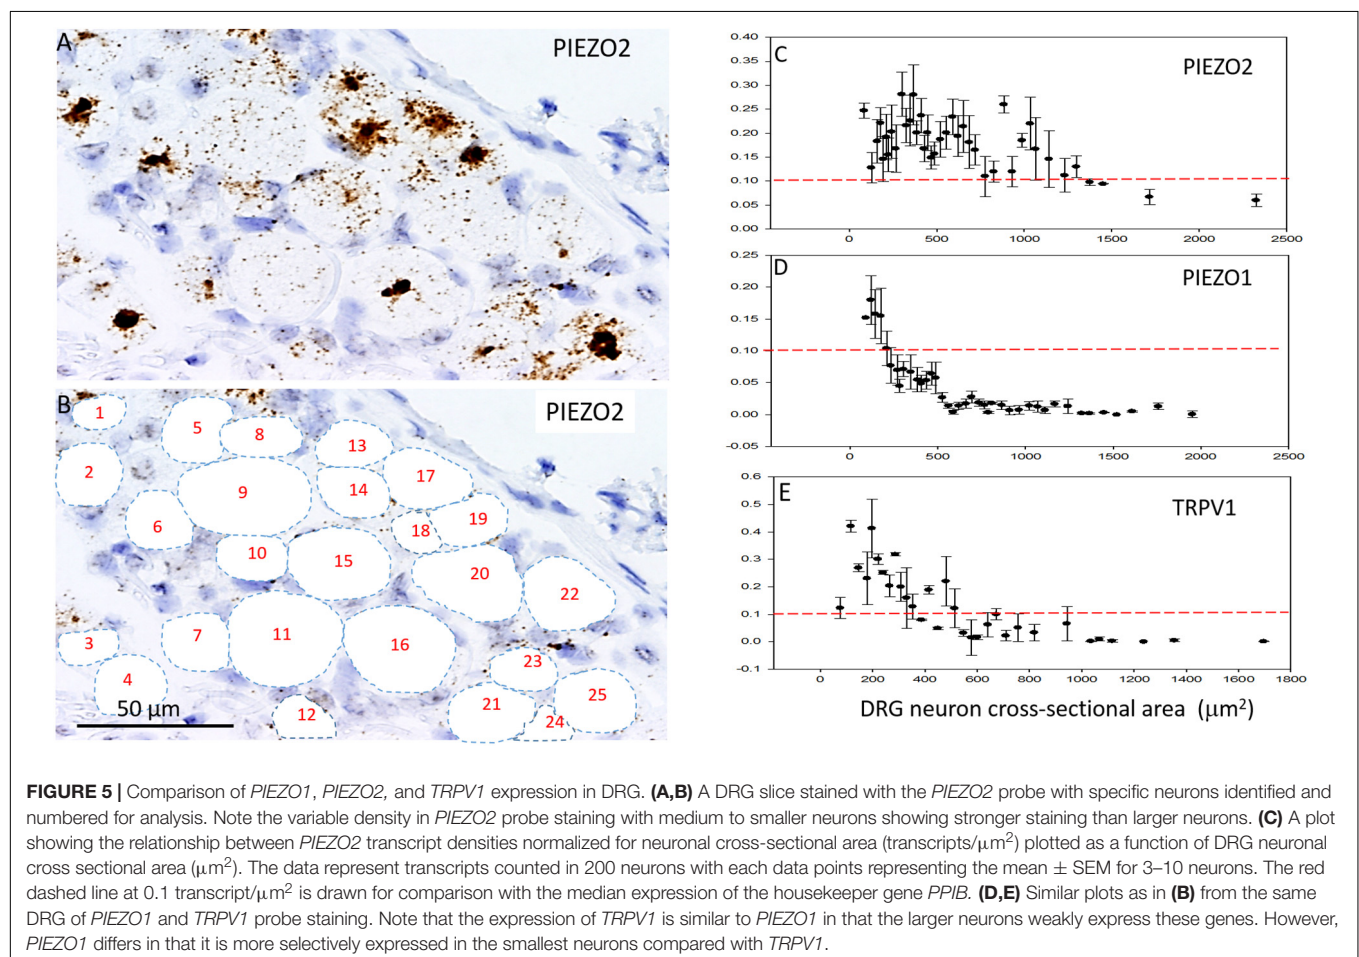 A
PIEZO2
B
PIEZO2
1
2
3
4
5
6
7
8
9
10
11
12
13
14
15
16
17
18
19
20
21
22
23
24
25
50 μm
C
PIEZO2
0.40
0.35
0.30
0.25
0.20
0.15
0.10
0.05
0.00
0 500 1000 1500 2000 2500
D
PIEZO1
0.25
0.20
0.15
0.10
0.05
0.00
-0.05
0 500 1000 1500 2000 2500
E
TRPV1
0.6
0.5
0.4
0.3
0.2
0.1
0.0
-0.1
0 200 400 600 800 1000 1200 1400 1600 1800
DRG neuron cross-sectional area (μm²)
FIGURE 5 | Comparison of PIEZO1, PIEZO2, and TRPV1 expression in DRG. (A,B) A DRG slice stained with the PIEZO2 probe with specific neurons identified and
numbered for analysis. Note the variable density in PIEZO2 probe staining with medium to smaller neurons showing stronger staining than larger neurons. (C) A plot
showing the relationship between PIEZO2 transcript densities normalized for neuronal cross-sectional area (transcripts/μm²) plotted as a function of DRG neuronal
cross sectional area (μm²). The data represent transcripts counted in 200 neurons with each data points representing the mean ± SEM for 3–10 neurons. The red
dashed line at 0.1 transcript/μm² is drawn for comparison with the median expression of the housekeeper gene PPIB. (D,E) Similar plots as in (B) from the same
DRG of PIEZO1 and TRPV1 probe staining. Note that the expression of TRPV1 is similar to PIEZO1 in that the larger neurons weakly express these genes. However,
PIEZO1 differs in that it is more selectively expressed in the smallest neurons compared with TRPV1.